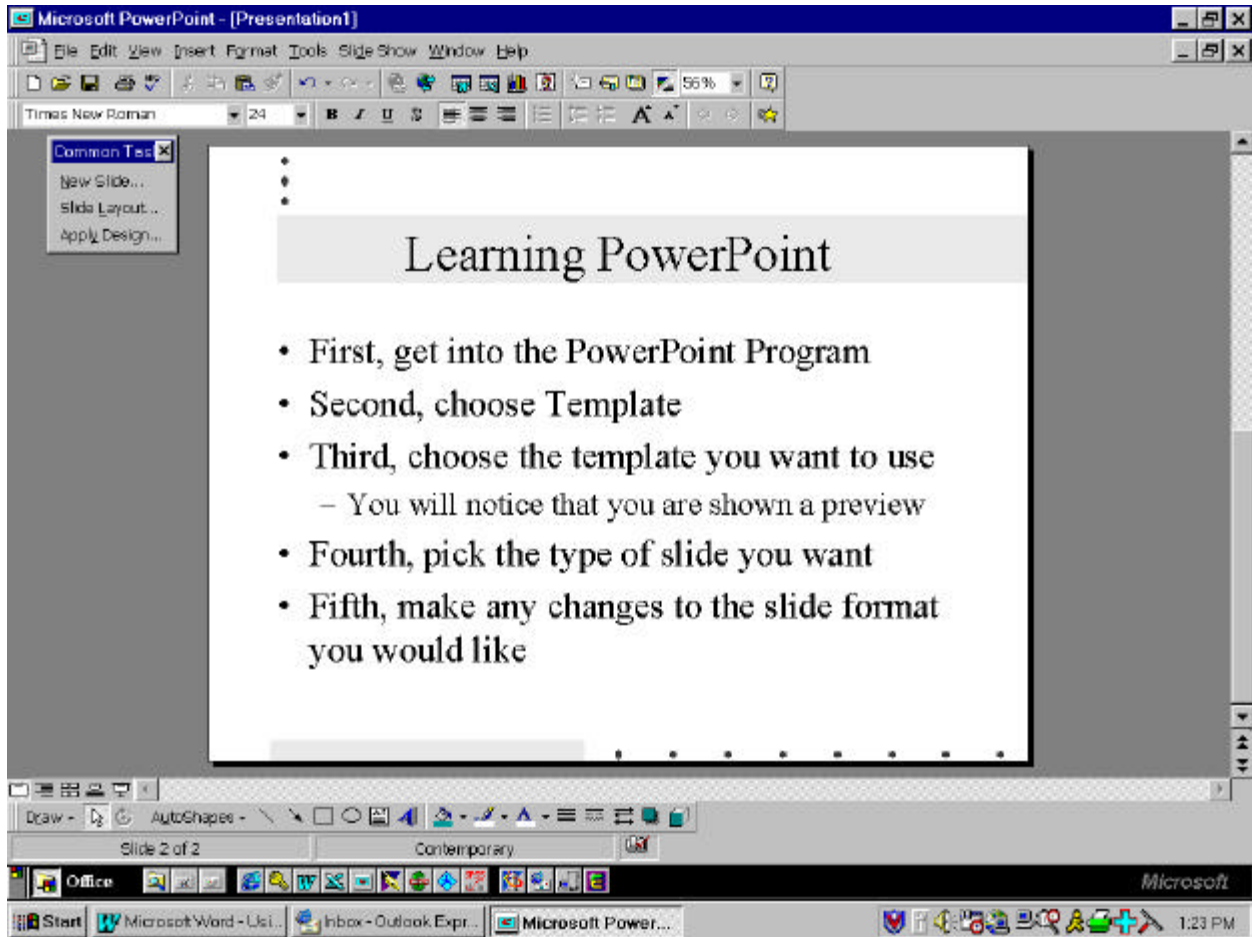 Microsoft PowerPoint - [Presentation1]
File Edit View Insert Format Tools Slide Show Window Help
56%
Times New Roman 24 B I U S A A
Common Tas
New Slide...
Slide Layout...
Apply Design...
Learning PowerPoint
• First, get into the PowerPoint Program
• Second, choose Template
• Third, choose the template you want to use
– You will notice that you are shown a preview
• Fourth, pick the type of slide you want
• Fifth, make any changes to the slide format
you would like
Draw AutoShapes A
Slide 2 of 2 Contemporary
Office Microsoft
Start Microsoft Word - Usi... Inbox - Outlook Expr... Microsoft Power... 1:23 PM